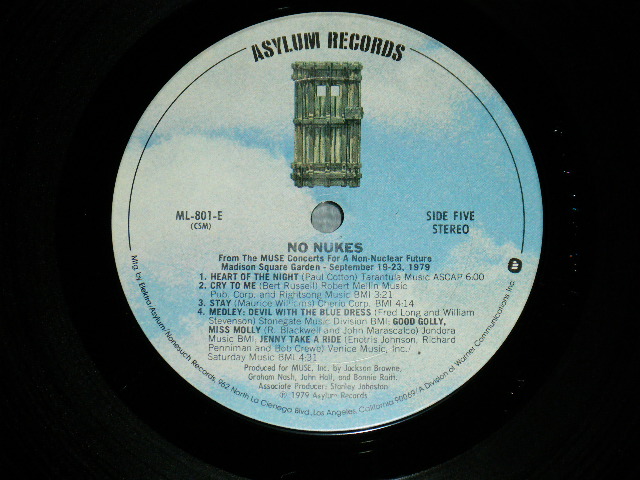 ASYLUM RECORDS
ML-801-E
(CSM)
SIDE FIVE
STEREO
NO NUKES
From The MUSE Concerts For A Non-Nuclear Future
Madison Square Garden - September 19-23, 1979
1. HEART OF THE NIGHT (Paul Cotton) Tarantula Music ASCAP 6:00
2. CRY TO ME (Bert Russell) Robert Mellin Music
Pub. Corp. and Rightsong Music BMI 3:21
3. STAY (Maurice Williams) Cherio Corp. BMI 4:14
4. MEDLEY: DEVIL WITH THE BLUE DRESS (Fred Long and William
Stevenson) Stonegate Music Division BMI; GOOD GOLLY,
MISS MOLLY (R. Blackwell and John Marascalco) Jondora
Music BMI; JENNY TAKE A RIDE (Enotris Johnson, Richard
Penniman and Bob Crewe) Venice Music, Inc./
Saturday Music BMI 4:31
Produced for MUSE, Inc. by Jackson Browne,
Graham Nash, John Hall, and Bonnie Raitt.
Associate Producer: Stanley Johnston
℗ 1979 Asylum Records
Mfg. by Elektra/Asylum/Nonesuch Records, 962 North La Cienega Blvd., Los Angeles, California 90069/A Division of Warner Communications Inc.